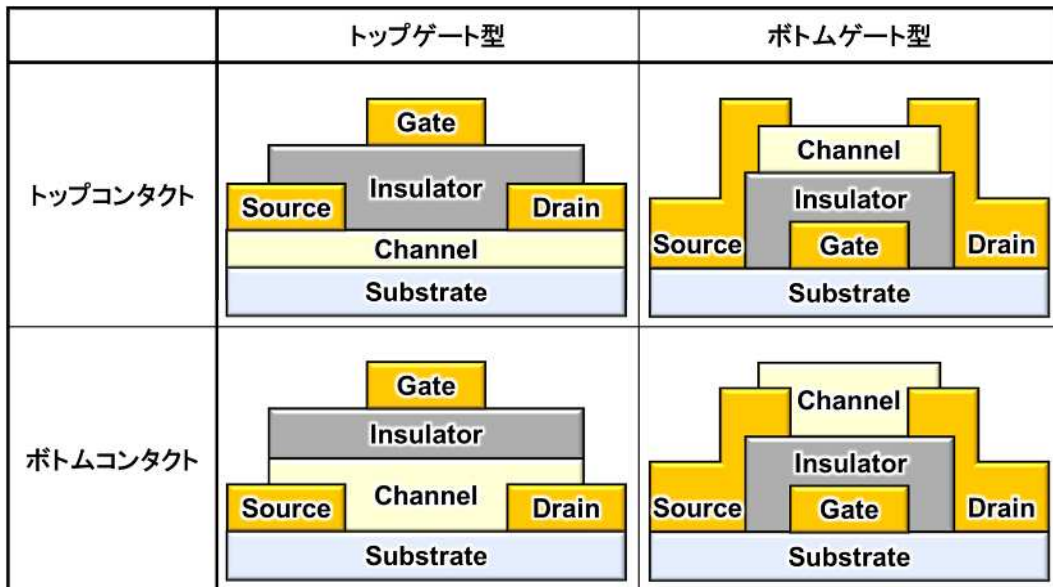 トップゲート型
ボトムゲート型
トップコンタクト
Gate
Insulator
Source
Drain
Channel
Substrate
Channel
Insulator
Source
Gate
Drain
Substrate
ボトムコンタクト
Gate
Insulator
Channel
Source
Drain
Substrate
Channel
Insulator
Source
Gate
Drain
Substrate